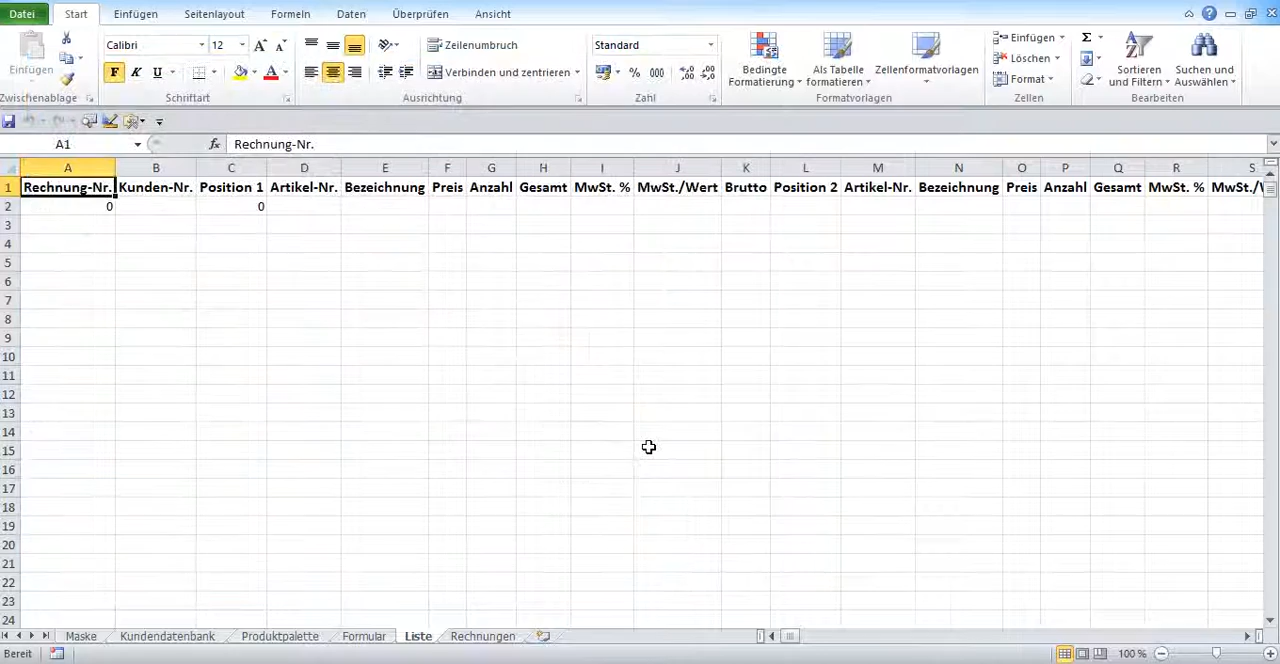 Datei Start Einfügen Seitenlayout Formeln Daten Überprüfen
Calibri 12 Standard Einfügen
Einfügen F K U Verbinden und zentrieren % 000 Löschen
Format
Bedingte Formatierung Als Tabelle formatieren Zellenformatvorlagen Sortieren und Filtern Suchen und Auswählen
Zwischenablage Schriftart Zahl Formatvorlagen Zellen Bearbeiten
A1 fx Rechnung-Nr.
A B C D E F G H I J K L M N O P Q R S
1 Rechnung-Nr. Kunden-Nr. Position 1 Artikel-Nr. Bezeichnung Preis Anzahl Gesamt MwSt. % MwSt./Wert Brutto Position 2 Artikel-Nr. Bezeichnung Preis Anzahl Gesamt MwSt. %
2 0 0
3
4
5
6
7
8
9
10
11
12
13
14
15
16
17
18
19
20
21
22
23
24
Maske Kundendatenbank Produktpalette Formular Liste Rechnungen
Bereit 100 %